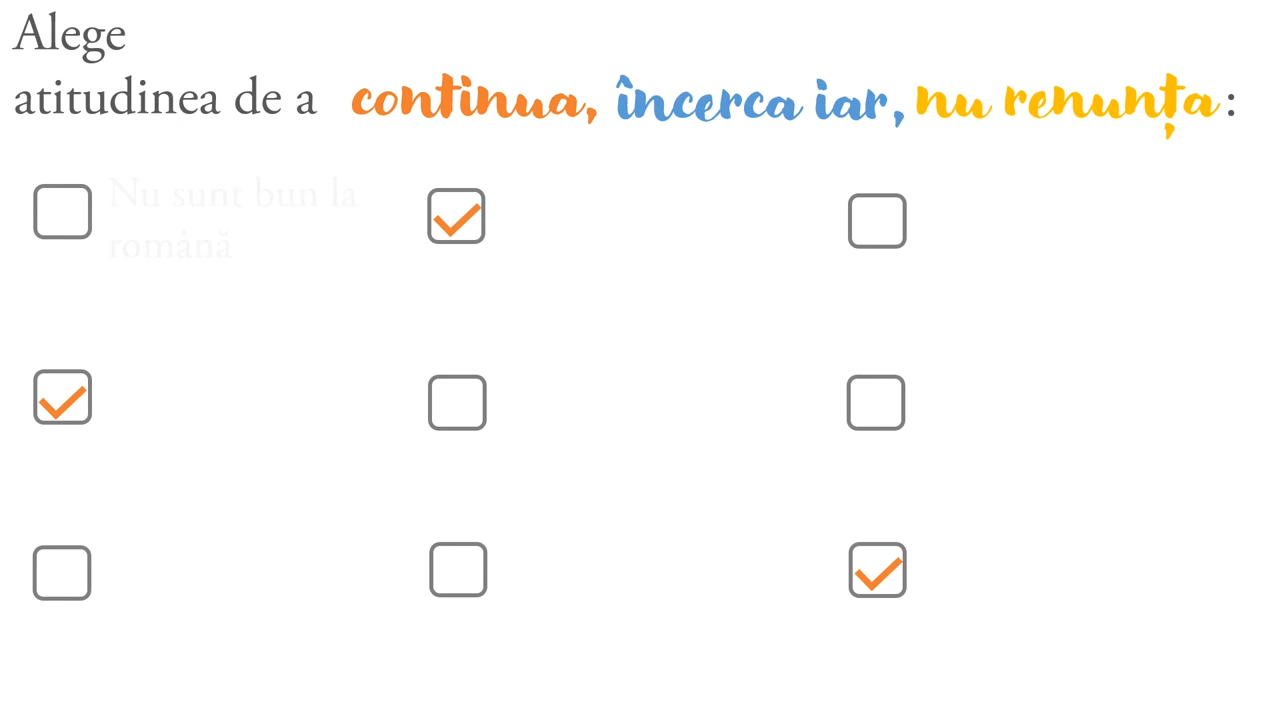 Alege
atitudinea de a continua, încerca iar, nu renunța:
Nu sunt bun la
română